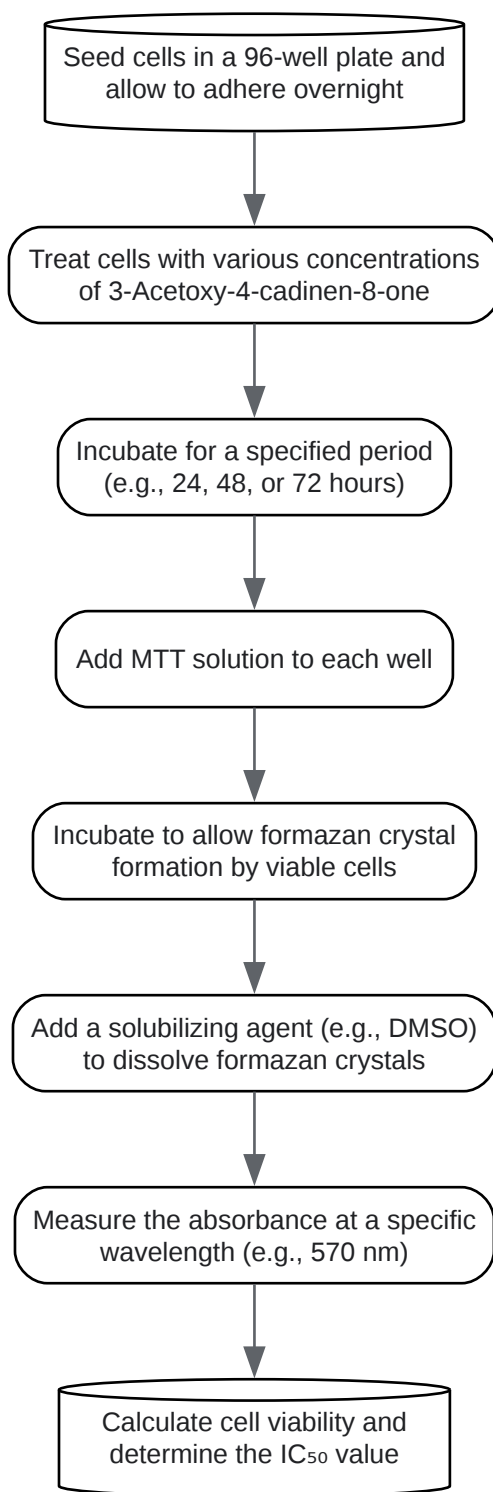 Seed cells in a 96-well plate and
allow to adhere overnight
Treat cells with various concentrations
of 3-Acetoxy-4-cadinen-8-one
Incubate for a specified period
(e.g., 24, 48, or 72 hours)
Add MTT solution to each well
Incubate to allow formazan crystal
formation by viable cells
Add a solubilizing agent (e.g., DMSO)
to dissolve formazan crystals
Measure the absorbance at a specific
wavelength (e.g., 570 nm)
Calculate cell viability and
determine the IC₅₀ value